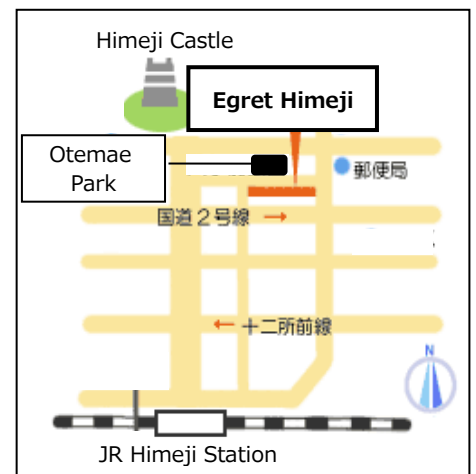 Himeji Castle
Egret Himeji
Otemae
Park
郵便局
国道２号線 →
← 十二所前線
N
JR Himeji Station